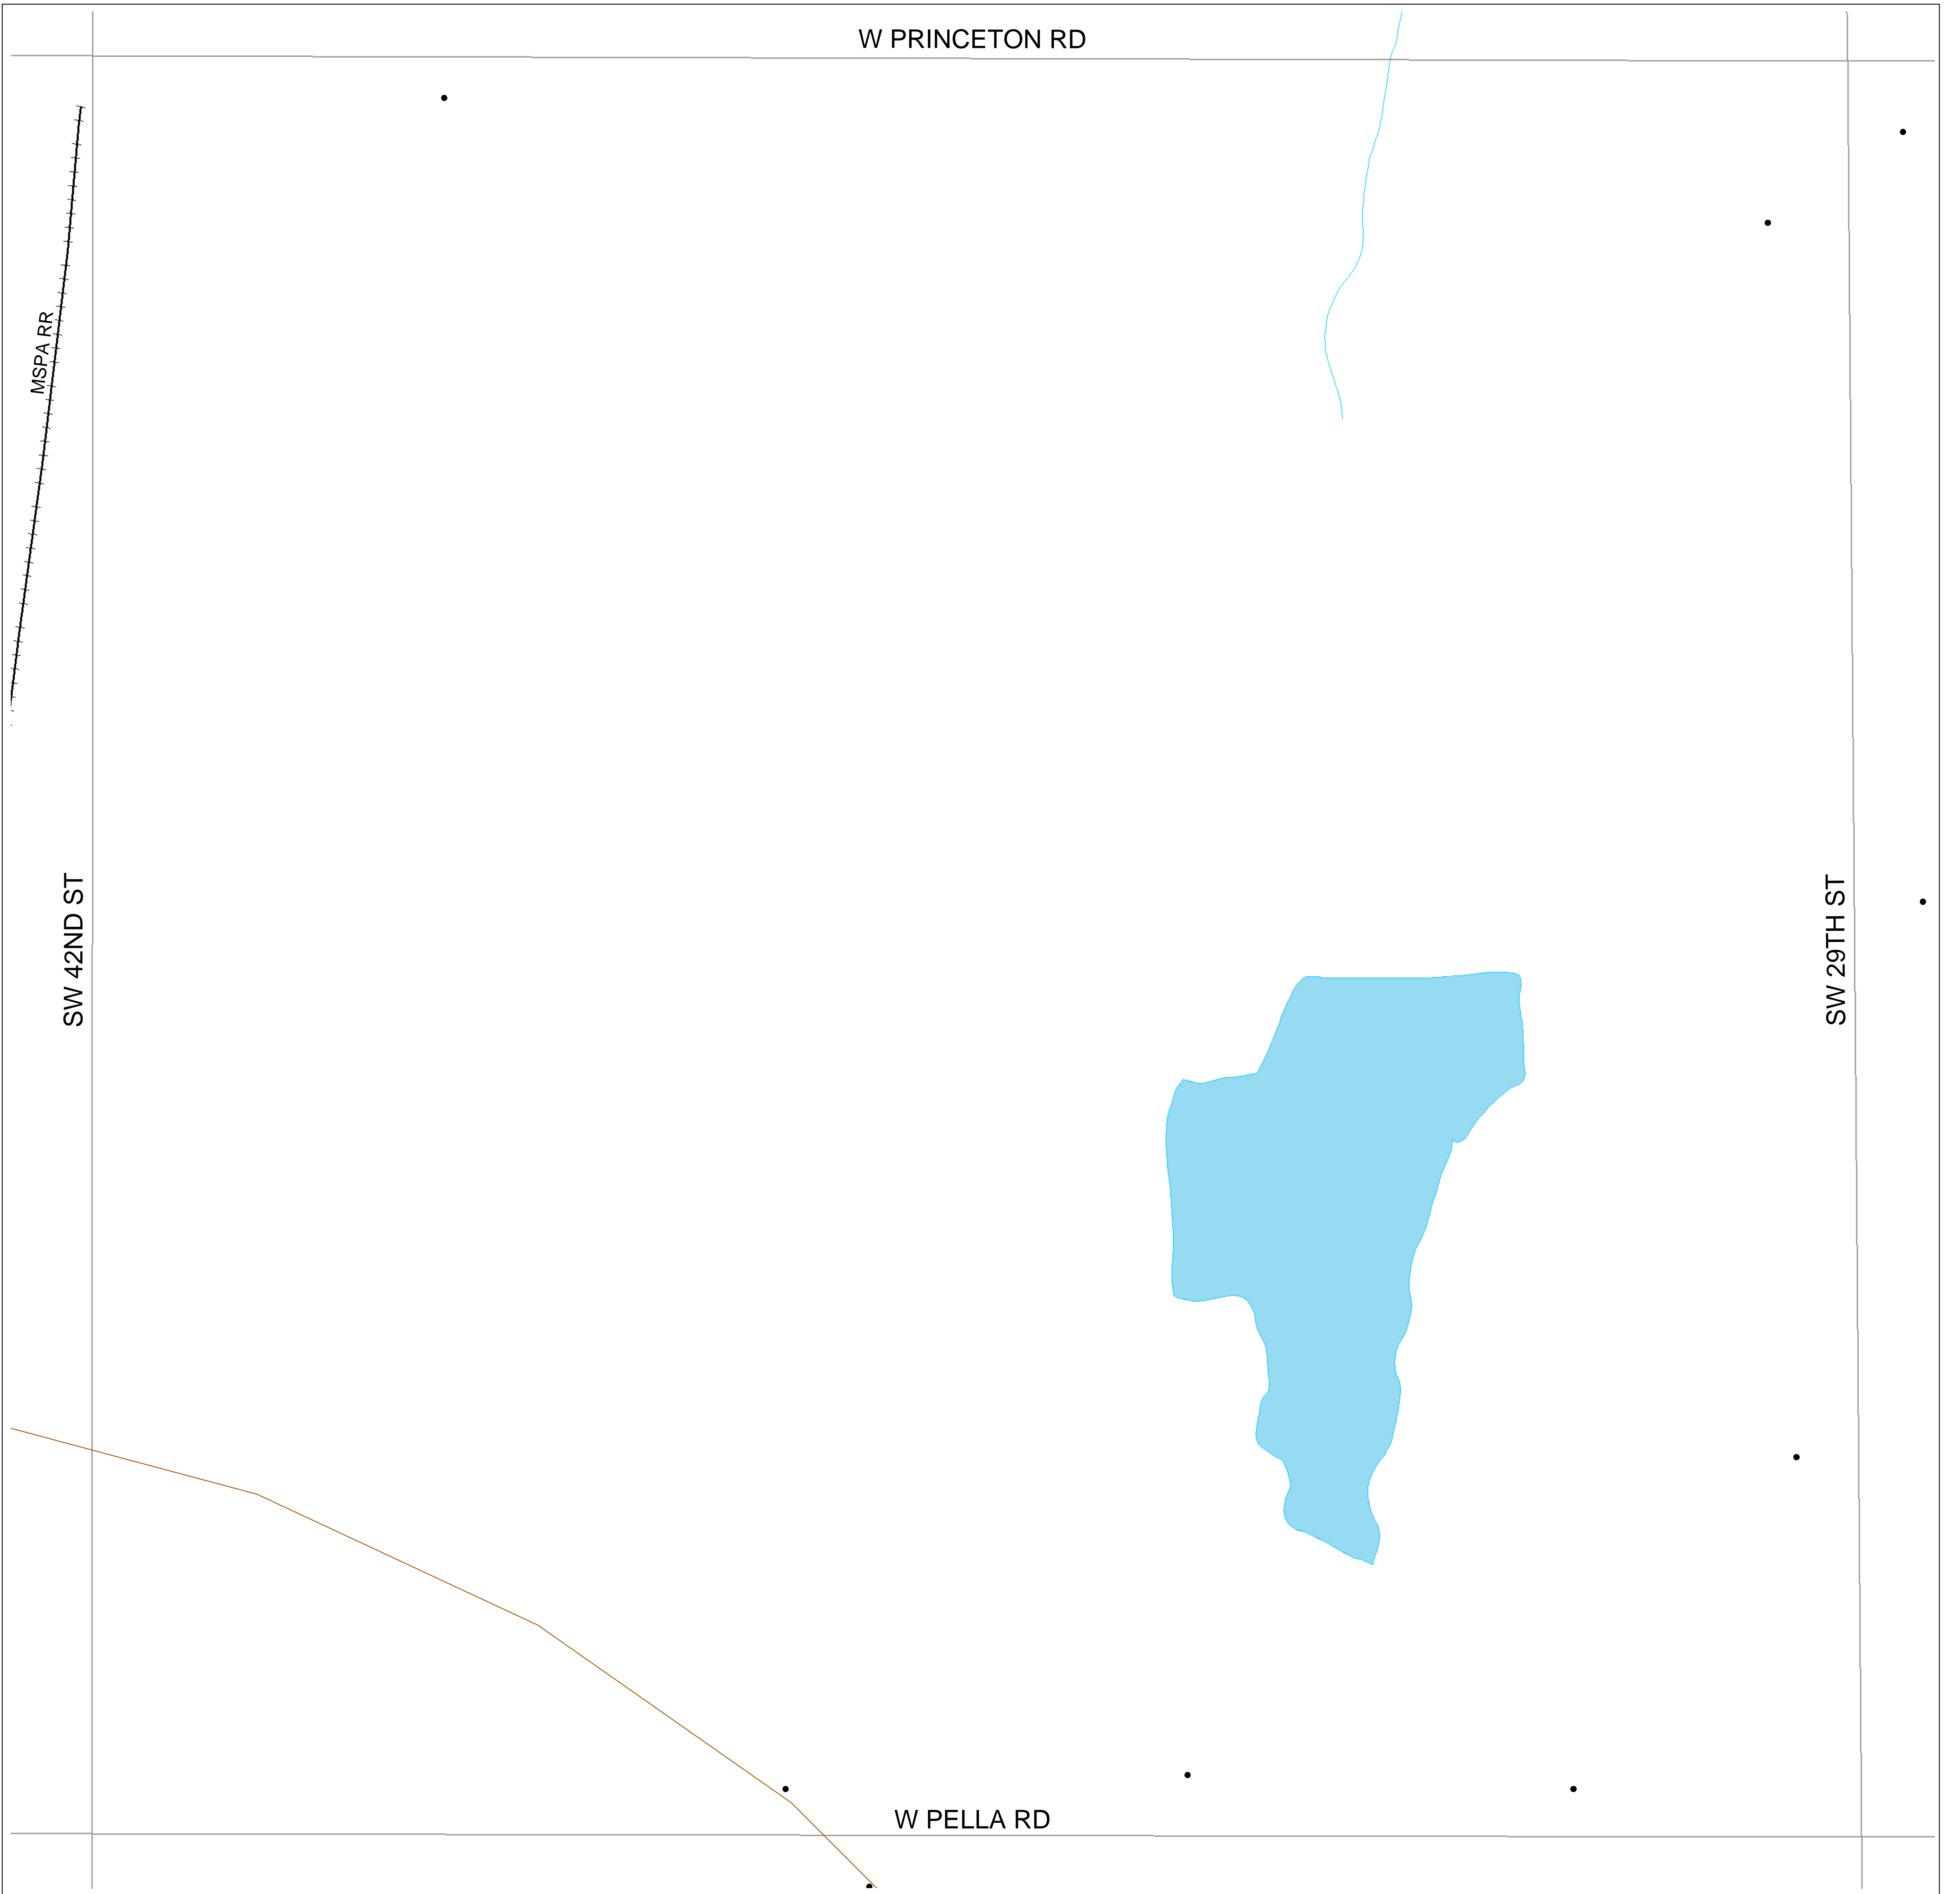 W PRINCETON RD
MSPA RR
SW 42ND ST
SW 29TH ST
W PELLA RD